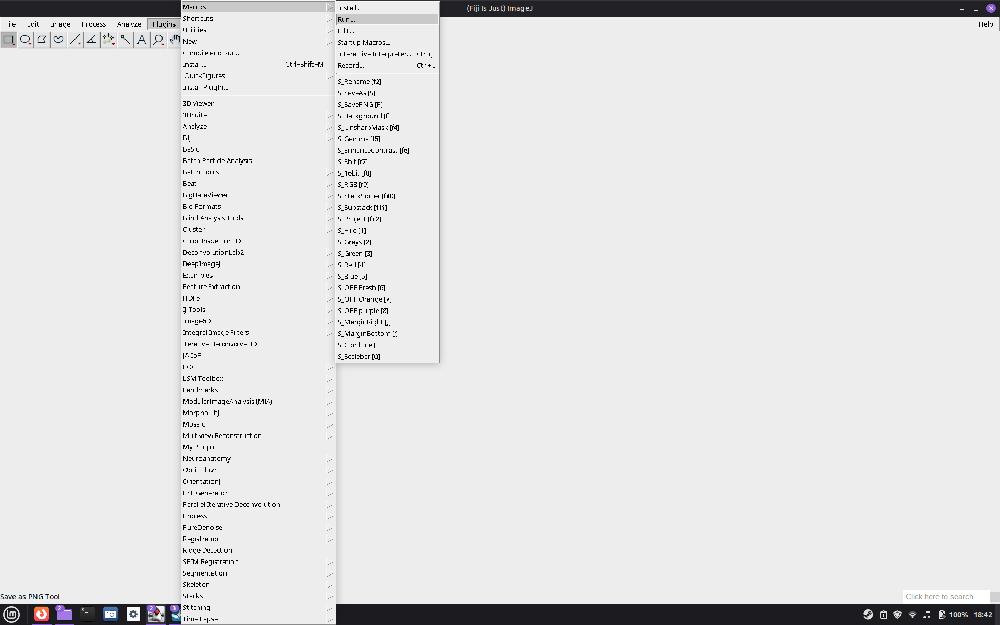 (Fiji Is Just) ImageJ
File Edit Image Process Analyze Plugins Help
Macros
Shortcuts
Utilities
New
Compile and Run...
Install... Ctrl+Shift+M
QuickFigures
Install PlugIn...
3D Viewer
3DSuite
Analyze
BIJ
BaSiC
Batch Particle Analysis
Batch Tools
Beat
BigDataViewer
Bio-Formats
Blind Analysis Tools
Cluster
Color Inspector 3D
DeconvolutionLab2
DeepImageJ
Examples
Feature Extraction
HDF5
IJ Tools
Image5D
Integral Image Filters
Iterative Deconvolve 3D
JACoP
LOCI
LSM Toolbox
Landmarks
ModularImageAnalysis (MIA)
MorphoLibJ
Mosaic
Multiview Reconstruction
My Plugin
Neuroanatomy
Optic Flow
OrientationJ
PSF Generator
Parallel Iterative Deconvolution
Process
PureDenoise
Registration
Ridge Detection
SPIM Registration
Segmentation
Skeleton
Stacks
Stitching
Time Lapse
Install...
Run...
Edit...
Startup Macros...
Interactive Interpreter... Ctrl+J
Record... Ctrl+U
S_Rename [f2]
S_SaveAs [S]
S_SavePNG [P]
S_Background [f3]
S_UnsharpMask [f4]
S_Gamma [f5]
S_EnhanceContrast [f6]
S_8bit [f7]
S_16bit [f8]
S_RGB [f9]
S_StackSorter [f10]
S_Substack [f11]
S_Project [f12]
S_Hilo [1]
S_Grays [2]
S_Green [3]
S_Red [4]
S_Blue [5]
S_OPF Fresh [6]
S_OPF Orange [7]
S_OPF purple [8]
S_MarginRight [,]
S_MarginBottom [;]
S_Combine [:]
S_Scalebar [ù]
Save as PNG Tool
Click here to search
2 2 3 100% 18:42